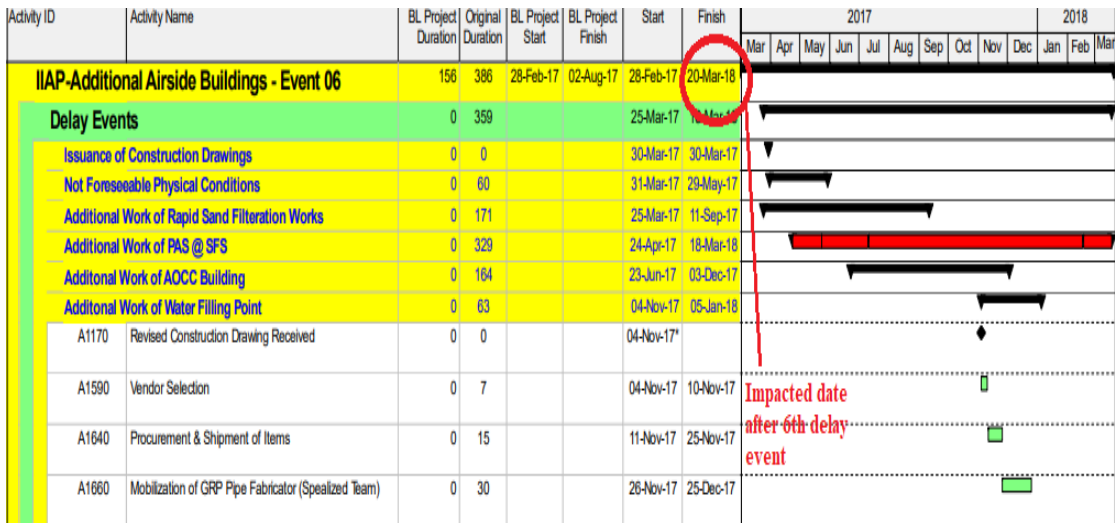 Activity ID Activity Name BL Project Duration Original Duration BL Project Start BL Project Finish Start Finish 2017 2018
Mar Apr May Jun Jul Aug Sep Oct Nov Dec Jan Feb Mar
IIAP-Additional Airside Buildings - Event 06 156 386 28-Feb-17 02-Aug-17 28-Feb-17 20-Mar-18
Delay Events 0 359 25-Mar-17
Issuance of Construction Drawings 0 0 30-Mar-17 30-Mar-17
Not Foreseeable Physical Conditions 0 60 31-Mar-17 29-May-17
Additional Work of Rapid Sand Filteration Works 0 171 25-Mar-17 11-Sep-17
Additional Work of PAS @ SFS 0 329 24-Apr-17 18-Mar-18
Additonal Work of AOCC Building 0 164 23-Jun-17 03-Dec-17
Additonal Work of Water Filling Point 0 63 04-Nov-17 05-Jan-18
A1170 Revised Construction Drawing Received 0 0 04-Nov-17*
A1590 Vendor Selection 0 7 04-Nov-17 10-Nov-17
A1640 Procurement & Shipment of Items 0 15 11-Nov-17 25-Nov-17
A1660 Mobilization of GRP Pipe Fabricator (Spealized Team) 0 30 26-Nov-17 25-Dec-17
Impacted date
after 6th delay
event